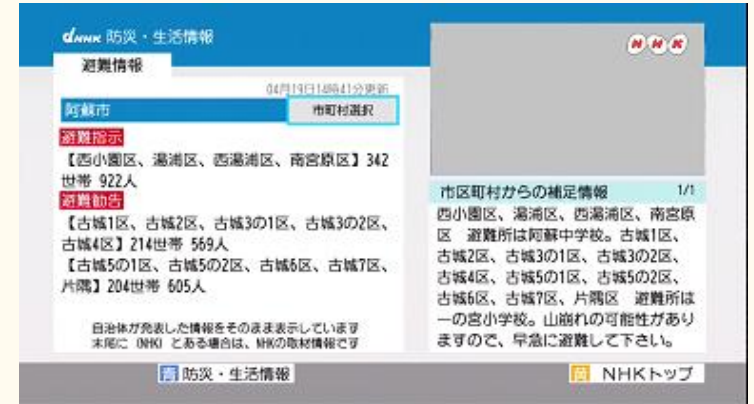 dNHK 防災・生活情報
避難情報
04月19日14時41分更新
阿蘇市
市町村選択
避難指示
【西小園区、湯浦区、西湯浦区、南宮原区】342
世帯 922人
避難勧告
【古城1区、古城2区、古城3の1区、古城3の2区、
古城4区】214世帯 569人
【古城5の1区、古城5の2区、古城6区、古城7区、
片隅】204世帯 605人
自治体が発表した情報をそのまま表示しています
末尾に (NHK) とある場合は、NHKの取材情報です
NHK
市区町村からの補足情報 1/1
西小園区、湯浦区、西湯浦区、南宮原
区 避難所は阿蘇中学校。古城1区、
古城2区、古城3の1区、古城3の2区、
古城4区、古城5の1区、古城5の2区、
古城6区、古城7区、片隅区 避難所は
一の宮小学校。山崩れの可能性があり
ますので、早急に避難して下さい。
青 防災・生活情報
黄 NHKトップ